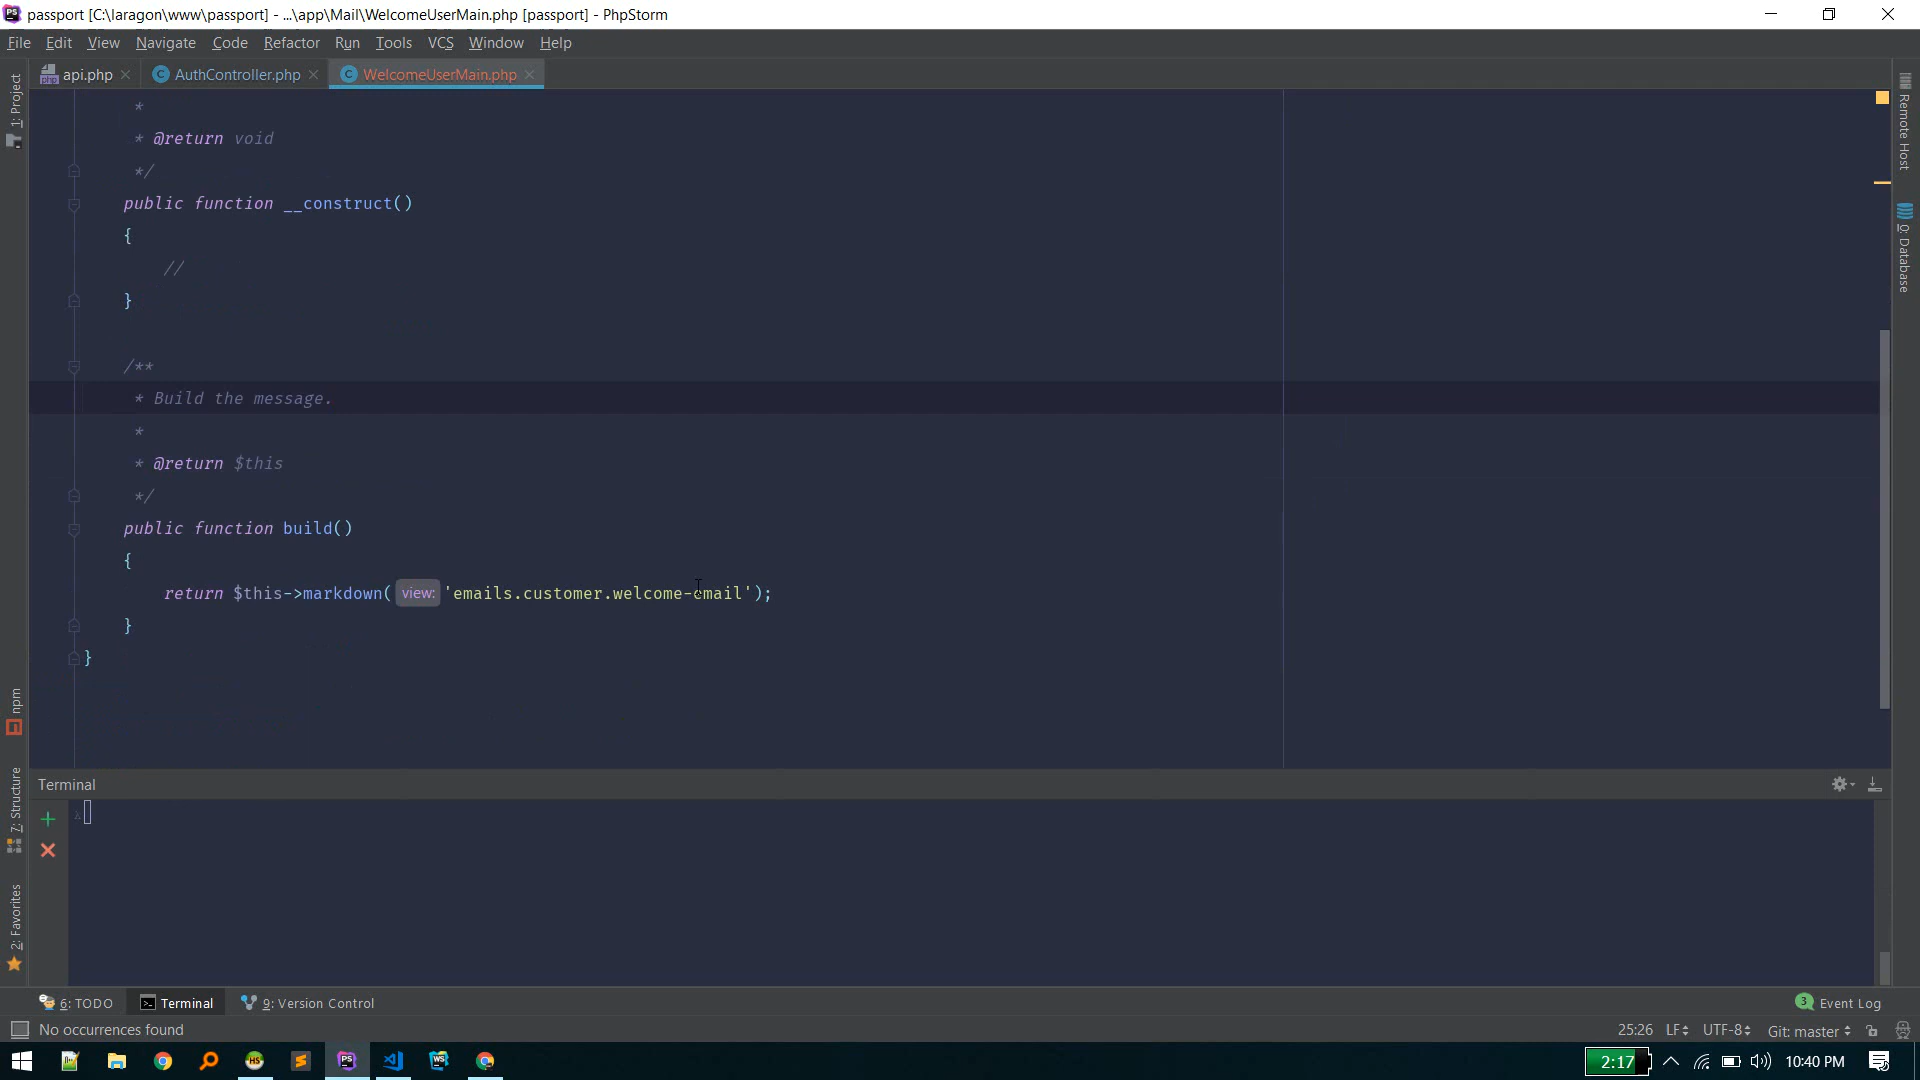 passport [C:\laragon\www\passport] - ...\app\Mail\WelcomeUserMain.php [passport] - PhpStorm
File Edit View Navigate Code Refactor Run Tools VCS Window Help
api.php AuthController.php WelcomeUserMain.php
*
* @return void
*/
public function __construct()
{
//
}
/**
* Build the message.
*
* @return $this
*/
public function build()
{
return $this->markdown( view: 'emails.customer.welcome-email');
}
}
1: Project
npm
7: Structure
2: Favorites
Remote Host
0: Database
Terminal
6: TODO Terminal 9: Version Control
3 Event Log
No occurrences found
25:26 LF UTF-8 Git: master
2:17 10:40 PM